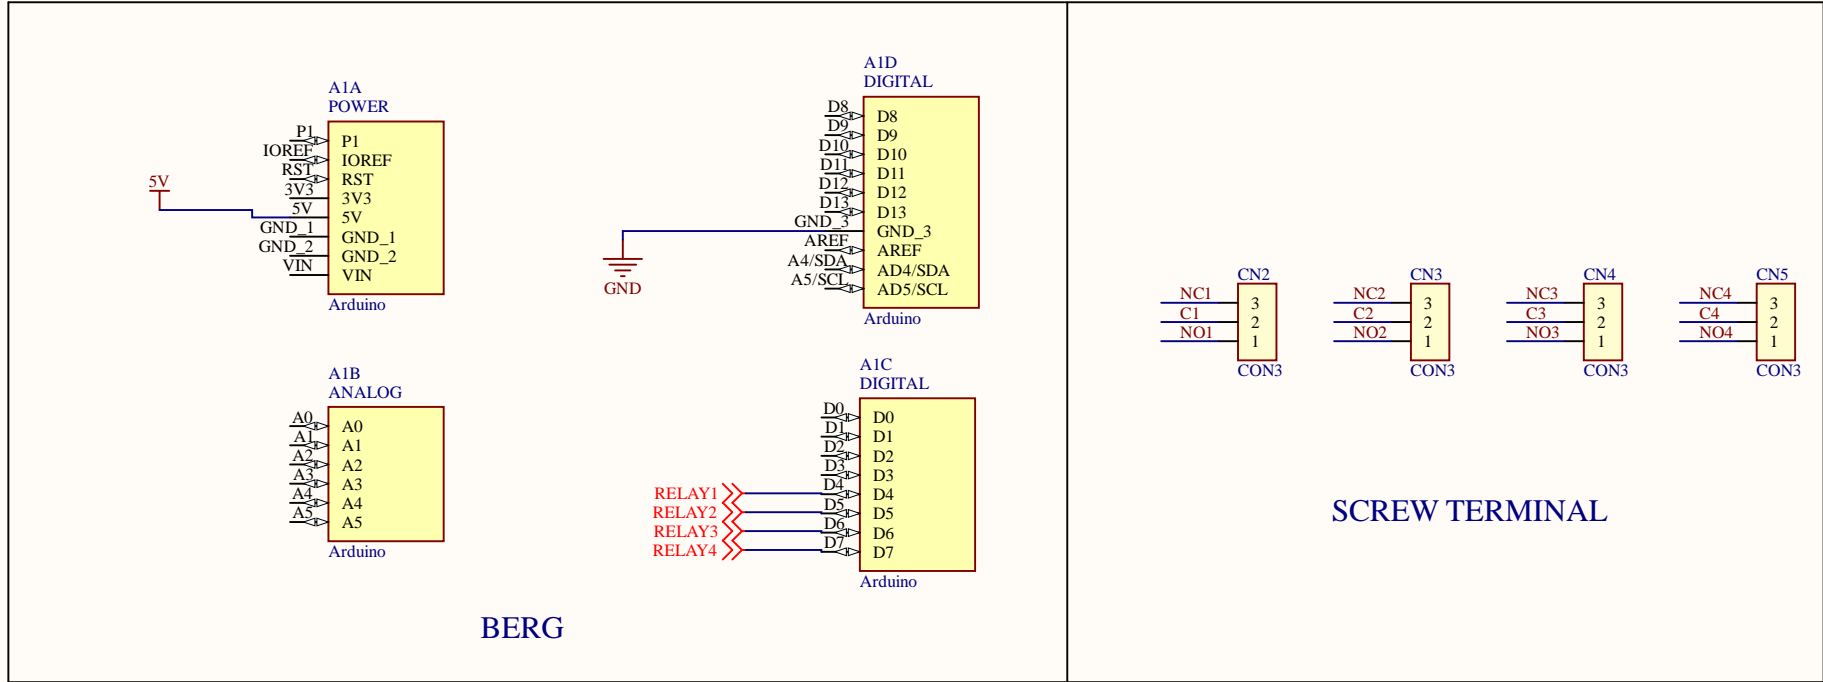 A1A
POWER
P1
P1
IOREF
IOREF
RST
RST
3V3
3V3
5V
5V
5V
GND_1
GND_1
GND_2
GND_2
VIN
VIN
Arduino
A1B
ANALOG
A0
A0
A1
A1
A2
A2
A3
A3
A4
A4
A5
A5
Arduino
A1D
DIGITAL
D8
D8
D9
D9
D10
D10
D11
D11
D12
D12
D13
D13
GND_3
GND_3
GND
AREF
AREF
A4/SDA
AD4/SDA
A5/SCL
AD5/SCL
Arduino
A1C
DIGITAL
D0
D0
D1
D1
D2
D2
D3
D3
RELAY1
D4
D4
RELAY2
D5
D5
RELAY3
D6
D6
RELAY4
D7
D7
Arduino
BERG
CN2
NC1
3
C1
2
NO1
1
CON3
CN3
NC2
3
C2
2
NO2
1
CON3
CN4
NC3
3
C3
2
NO3
1
CON3
CN5
NC4
3
C4
2
NO4
1
CON3
SCREW TERMINAL